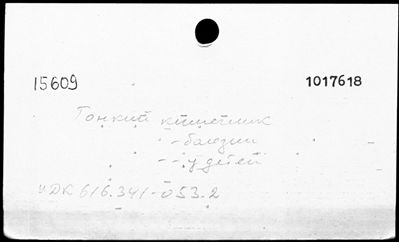 15609
1017618
Тонкий кишечник
- болезни
- - у детей
УДК 616.341-053.2